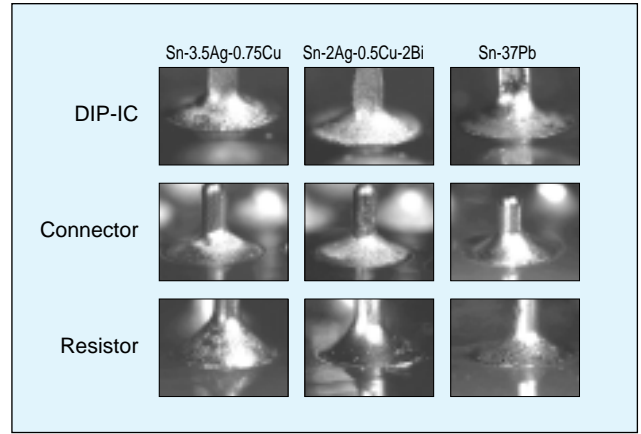 Sn-3.5Ag-0.75Cu Sn-2Ag-0.5Cu-2Bi Sn-37Pb
DIP-IC
Connector
Resistor